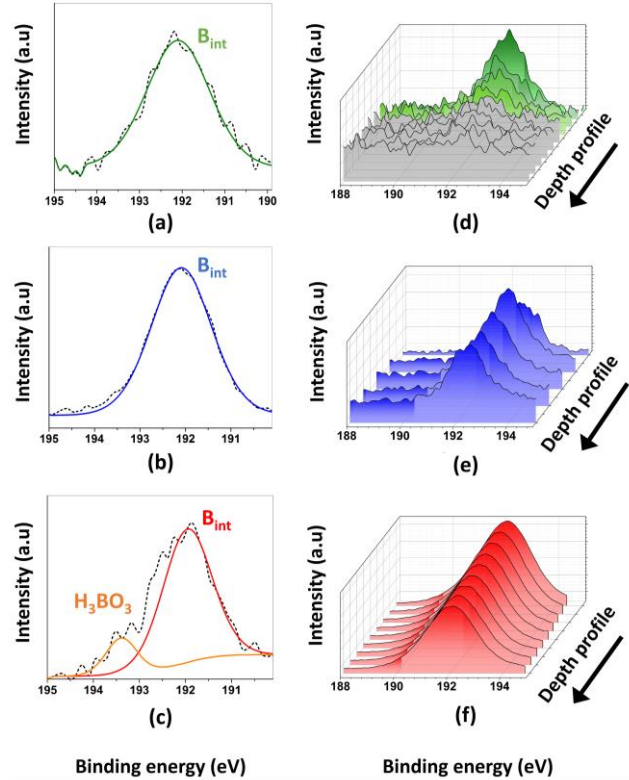 Intensity (a.u)
B_int
195 194 193 192 191 190
(a)
Intensity (a.u)
188 190 192 194
Depth profile
(d)
Intensity (a.u)
B_int
195 194 193 192 191
(b)
Intensity (a.u)
188 190 192 194
Depth profile
(e)
Intensity (a.u)
B_int
H₃BO₃
195 194 193 192 191
(c)
Intensity (a.u)
188 190 192 194
Depth profile
(f)
Binding energy (eV)
Binding energy (eV)